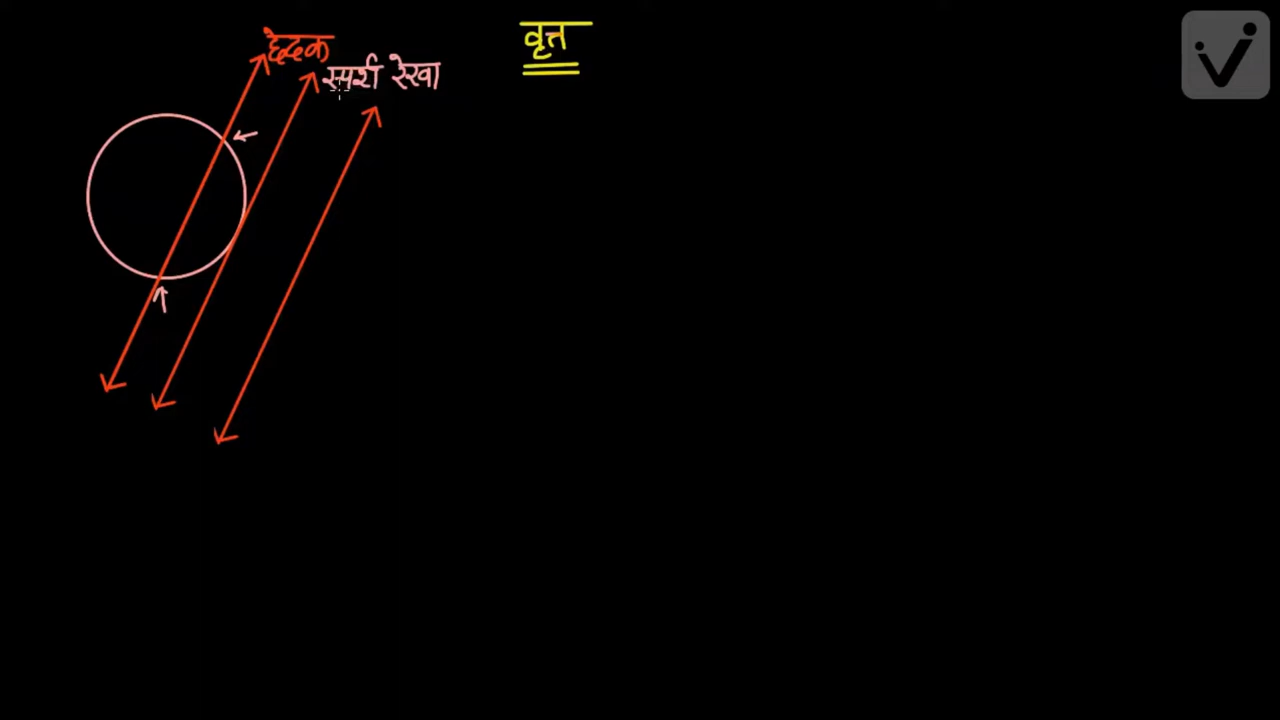 वृत्त
छेदक
स्पर्श रेखा